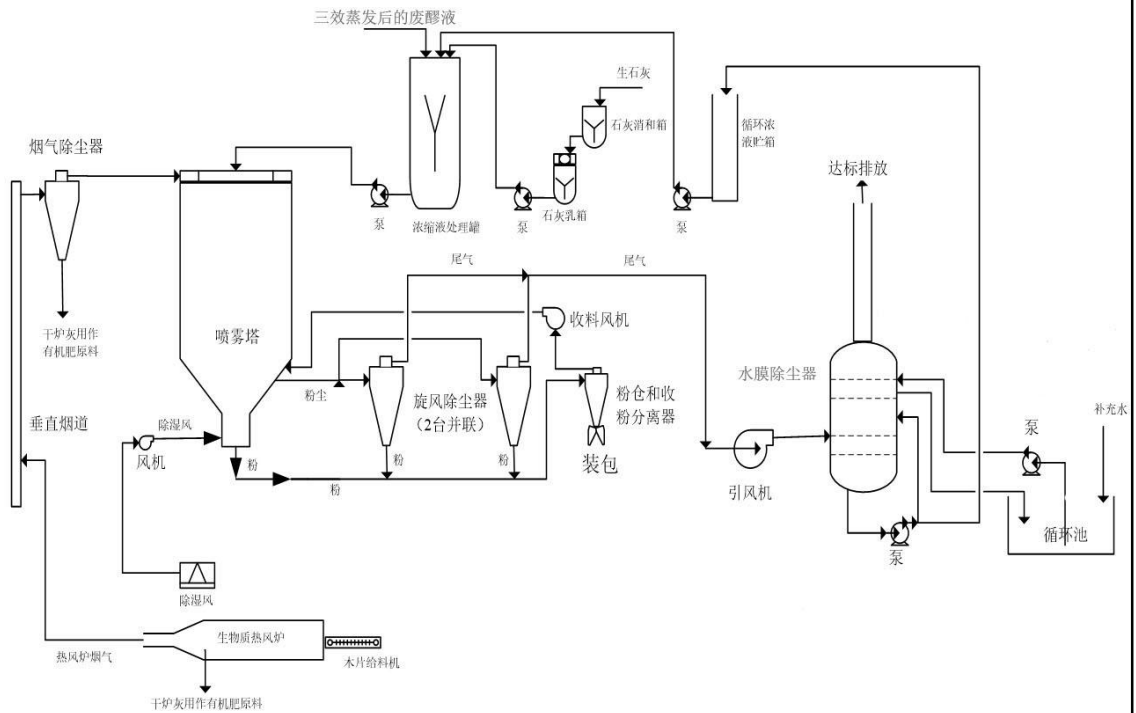 三效蒸发后的废醪液
生石灰
石灰消和箱
循环浓
液贮箱
烟气除尘器
达标排放
泵
浓缩液处理罐
泵
石灰乳箱
泵
尾气
尾气
干炉灰用作
有机肥原料
喷雾塔
收料风机
水膜除尘器
粉尘
旋风除尘器
(2台并联)
粉仓和收
粉分离器
补充水
垂直烟道
除湿风
风机
粉
粉
粉
粉
装包
泵
引风机
循环池
泵
除湿风
生物质热风炉
热风炉烟气
木片给料机
干炉灰用作有机肥原料